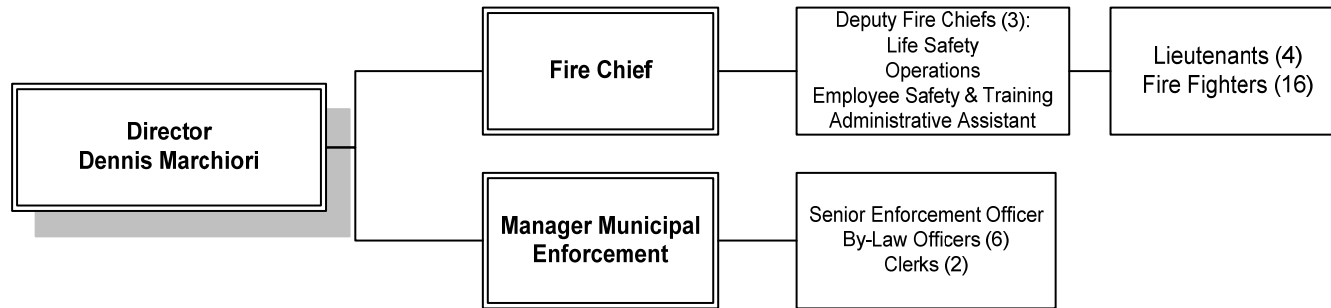 Director
Dennis Marchiori
Fire Chief
Deputy Fire Chiefs (3):
Life Safety
Operations
Employee Safety & Training
Administrative Assistant
Lieutenants (4)
Fire Fighters (16)
Manager Municipal
Enforcement
Senior Enforcement Officer
By-Law Officers (6)
Clerks (2)